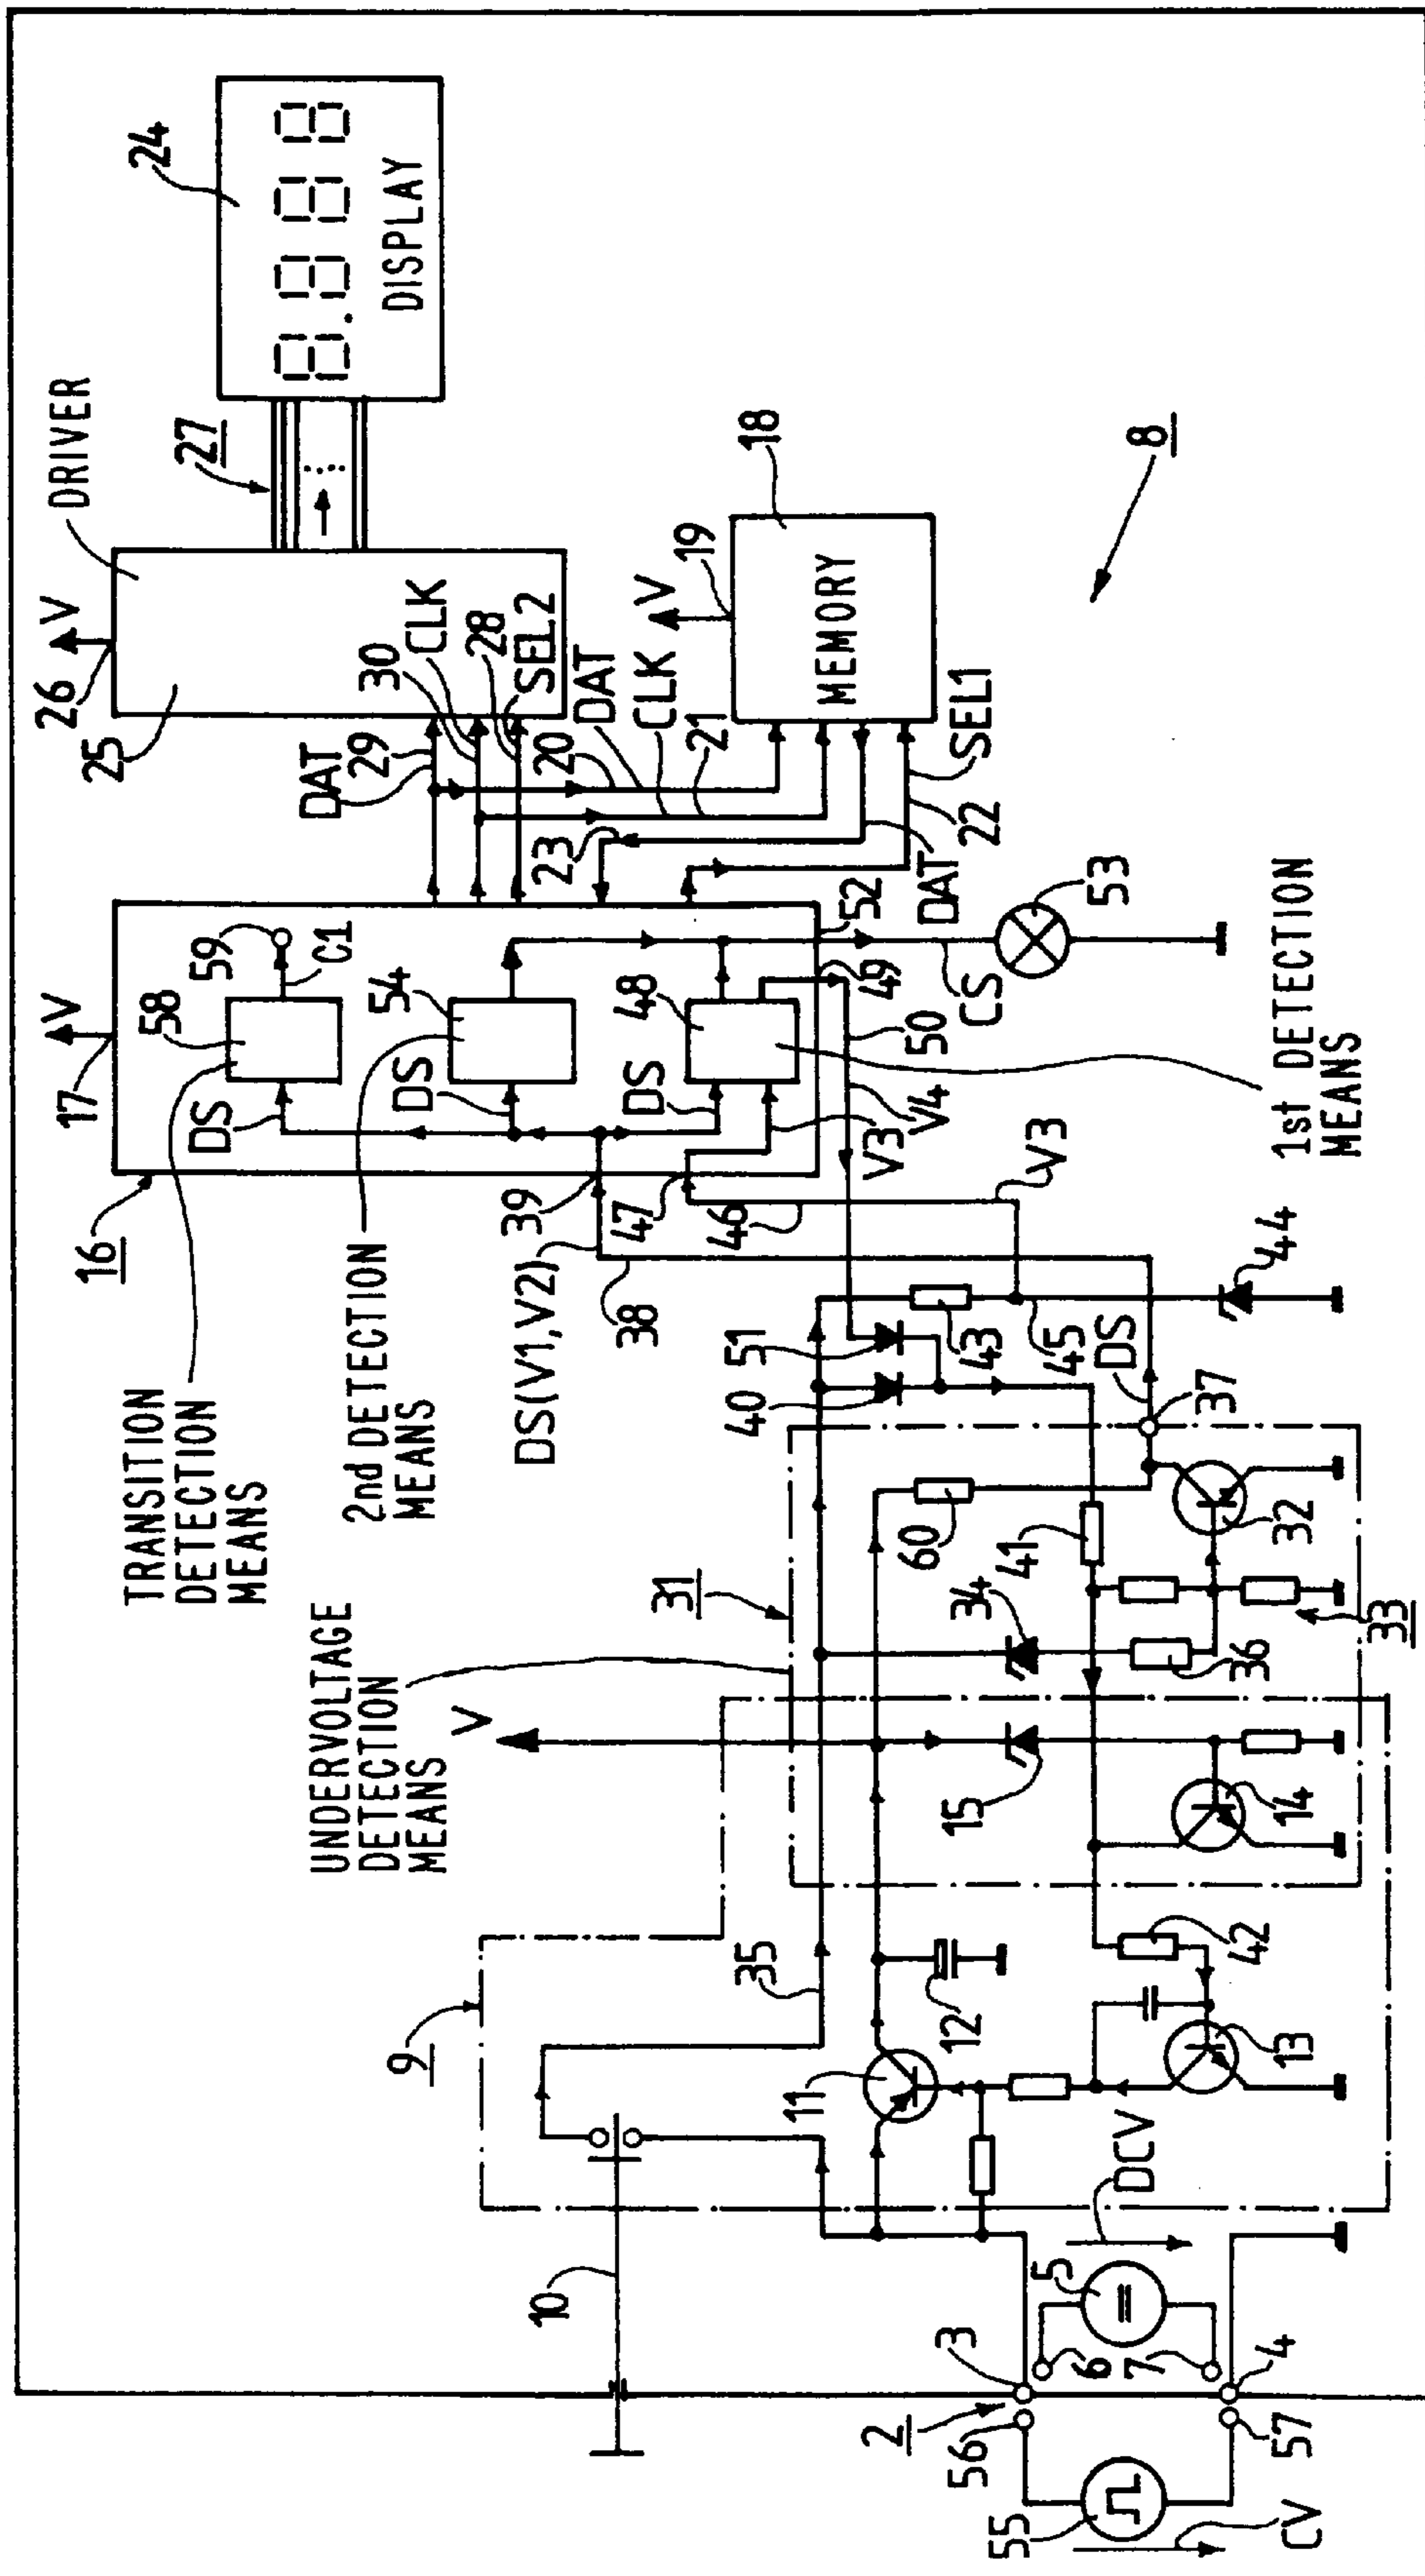 DRIVER
24
8.8 8 8
DISPLAY
27
V
26
25
CLK
30
28
SEL2
DAT
29
DAT
20
CLK
21
23
V
19
18
MEMORY
SEL1
22
DAT
8
V
17
16
58
59
C1
DS
54
DS
48
DS
49
52
53
CS
50
V4
V3
V3
39
47
46
DS(V1,V2)
38
1st DETECTION
MEANS
TRANSITION
DETECTION
MEANS
2nd DETECTION
MEANS
UNDERVOLTAGE
DETECTION
MEANS
V
31
40
51
43
45
44
DS
37
60
41
34
36
32
33
15
14
9
35
12
42
11
13
10
DCV
3
5
6
7
4
2
56
57
55
CV